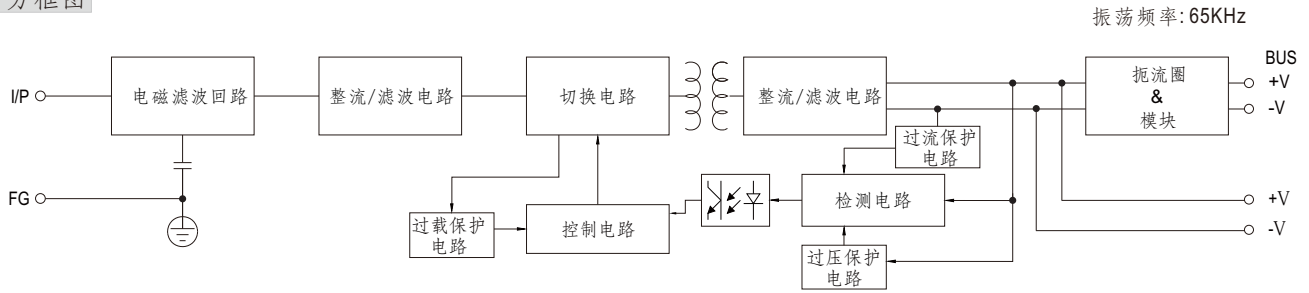 方框图
振荡频率: 65KHz
BUS
I/P
电磁滤波回路
整流/滤波电路
切换电路
整流/滤波电路
扼流圈
&
模块
+V
-V
过流保护
电路
FG
过载保护
电路
控制电路
检测电路
+V
-V
过压保护
电路